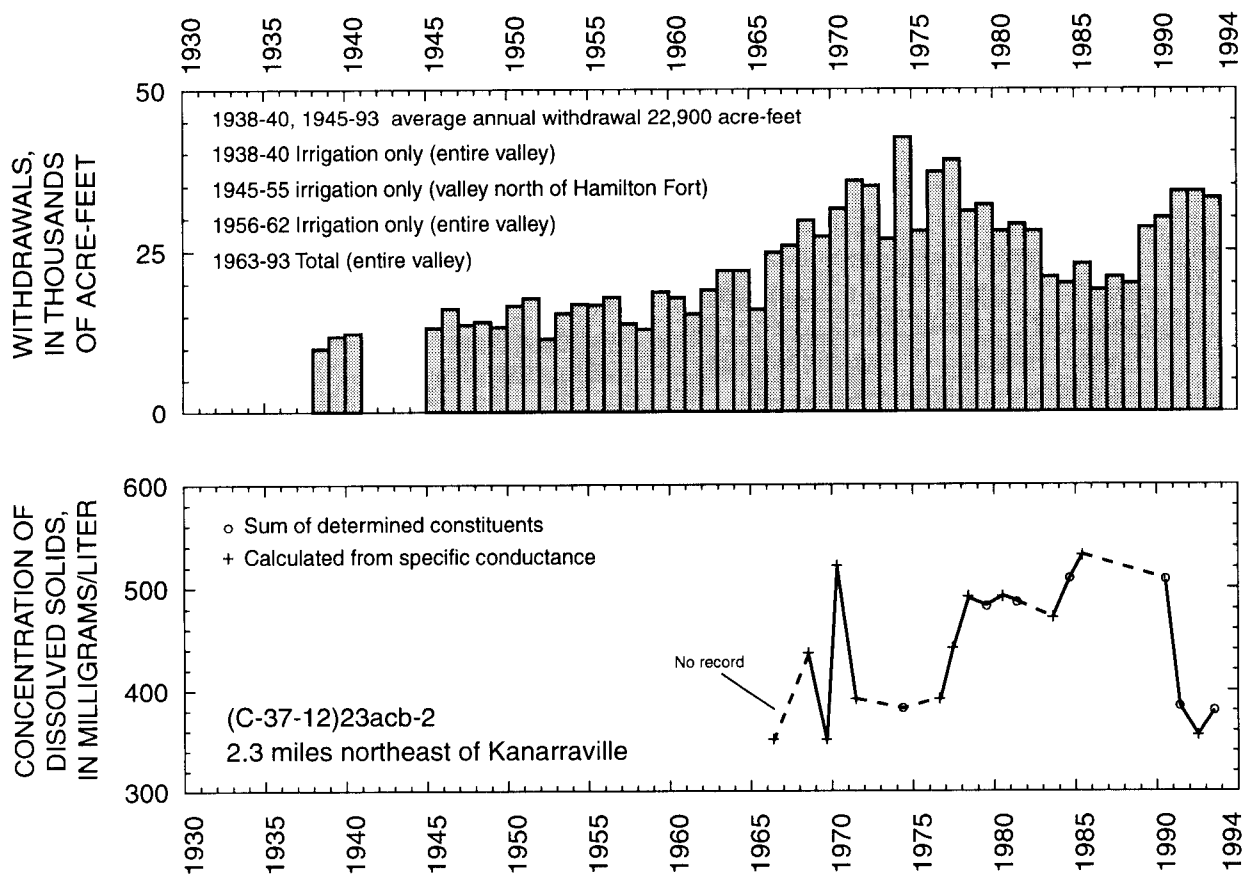 1930 1935 1940 1945 1950 1955 1960 1965 1970 1975 1980 1985 1990 1994
WITHDRAWALS,
IN THOUSANDS
OF ACRE-FEET
50
25
0
1938-40, 1945-93 average annual withdrawal 22,900 acre-feet
1938-40 Irrigation only (entire valley)
1945-55 irrigation only (valley north of Hamilton Fort)
1956-62 Irrigation only (entire valley)
1963-93 Total (entire valley)
CONCENTRATION OF
DISSOLVED SOLIDS,
IN MILLIGRAMS/LITER
600
500
400
300
o Sum of determined constituents
+ Calculated from specific conductance
No record
(C-37-12)23acb-2
2.3 miles northeast of Kanarraville
1930 1935 1940 1945 1950 1955 1960 1965 1970 1975 1980 1985 1990 1994